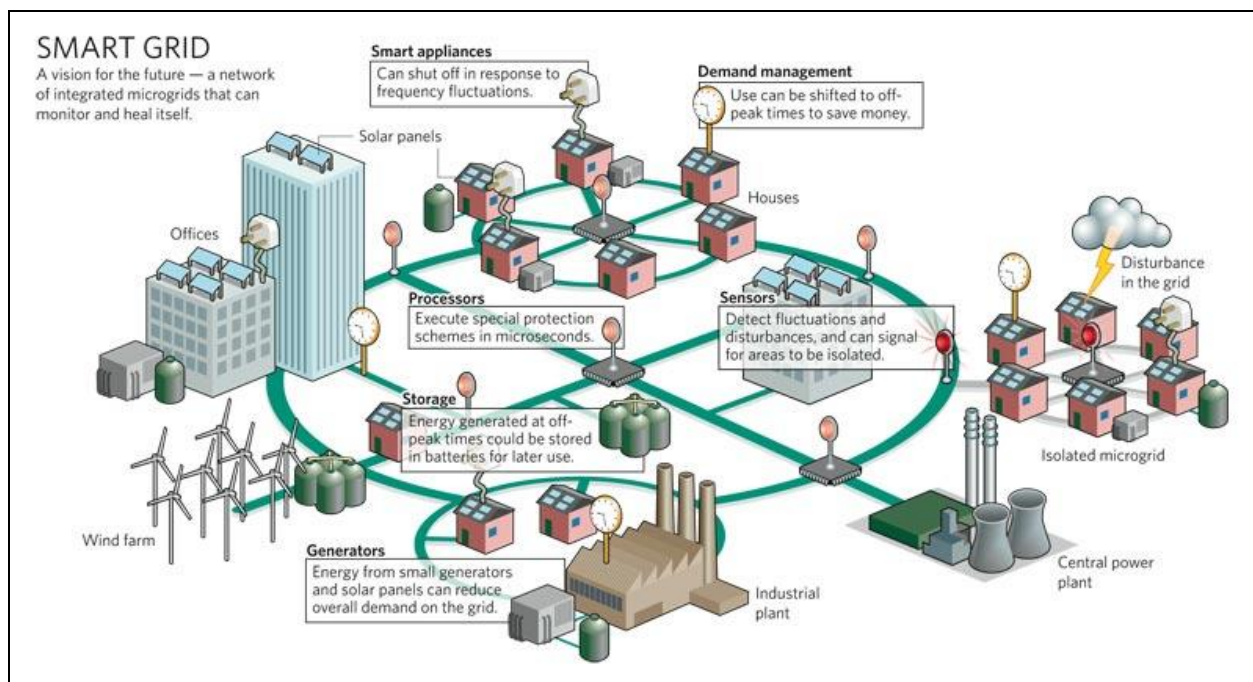 SMART GRID
A vision for the future — a network
of integrated microgrids that can
monitor and heal itself.
Smart appliances
Can shut off in response to
frequency fluctuations.
Demand management
Use can be shifted to off-
peak times to save money.
Solar panels
Houses
Offices
Disturbance
in the grid
Processors
Execute special protection
schemes in microseconds.
Sensors
Detect fluctuations and
disturbances, and can signal
for areas to be isolated.
Storage
Energy generated at off-
peak times could be stored
in batteries for later use.
Isolated microgrid
Wind farm
Generators
Energy from small generators
and solar panels can reduce
overall demand on the grid.
Industrial
plant
Central power
plant